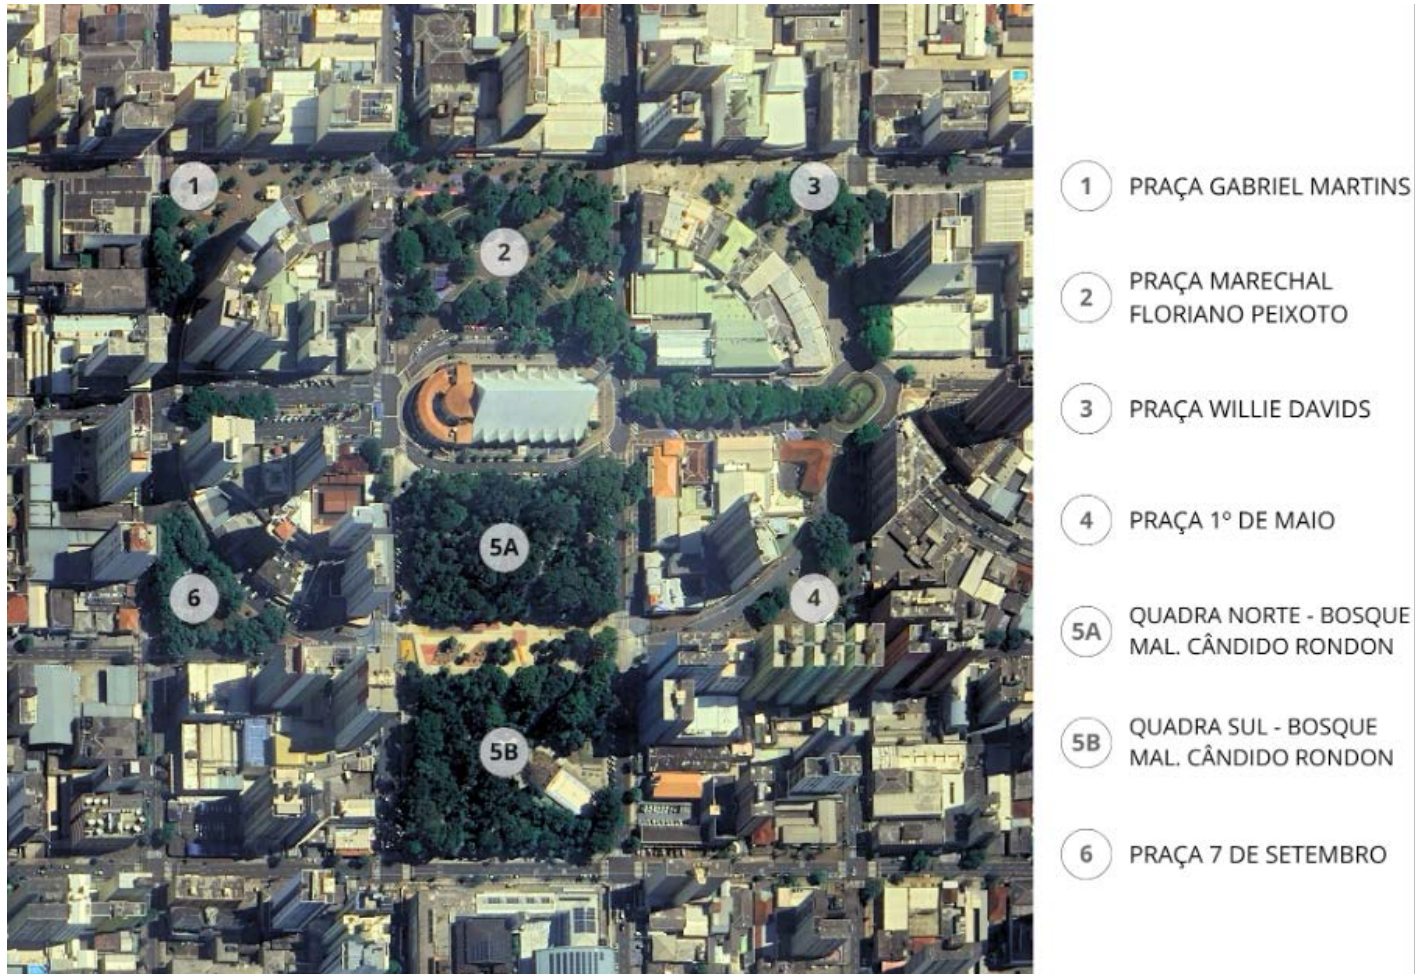 1
PRAÇA GABRIEL MARTINS
2
PRAÇA MARECHAL
FLORIANO PEIXOTO
3
PRAÇA WILLIE DAVIDS
4
PRAÇA 1º DE MAIO
5A
QUADRA NORTE - BOSQUE
MAL. CÂNDIDO RONDON
5B
QUADRA SUL - BOSQUE
MAL. CÂNDIDO RONDON
6
PRAÇA 7 DE SETEMBRO
1
2
3
5A
6
4
5B